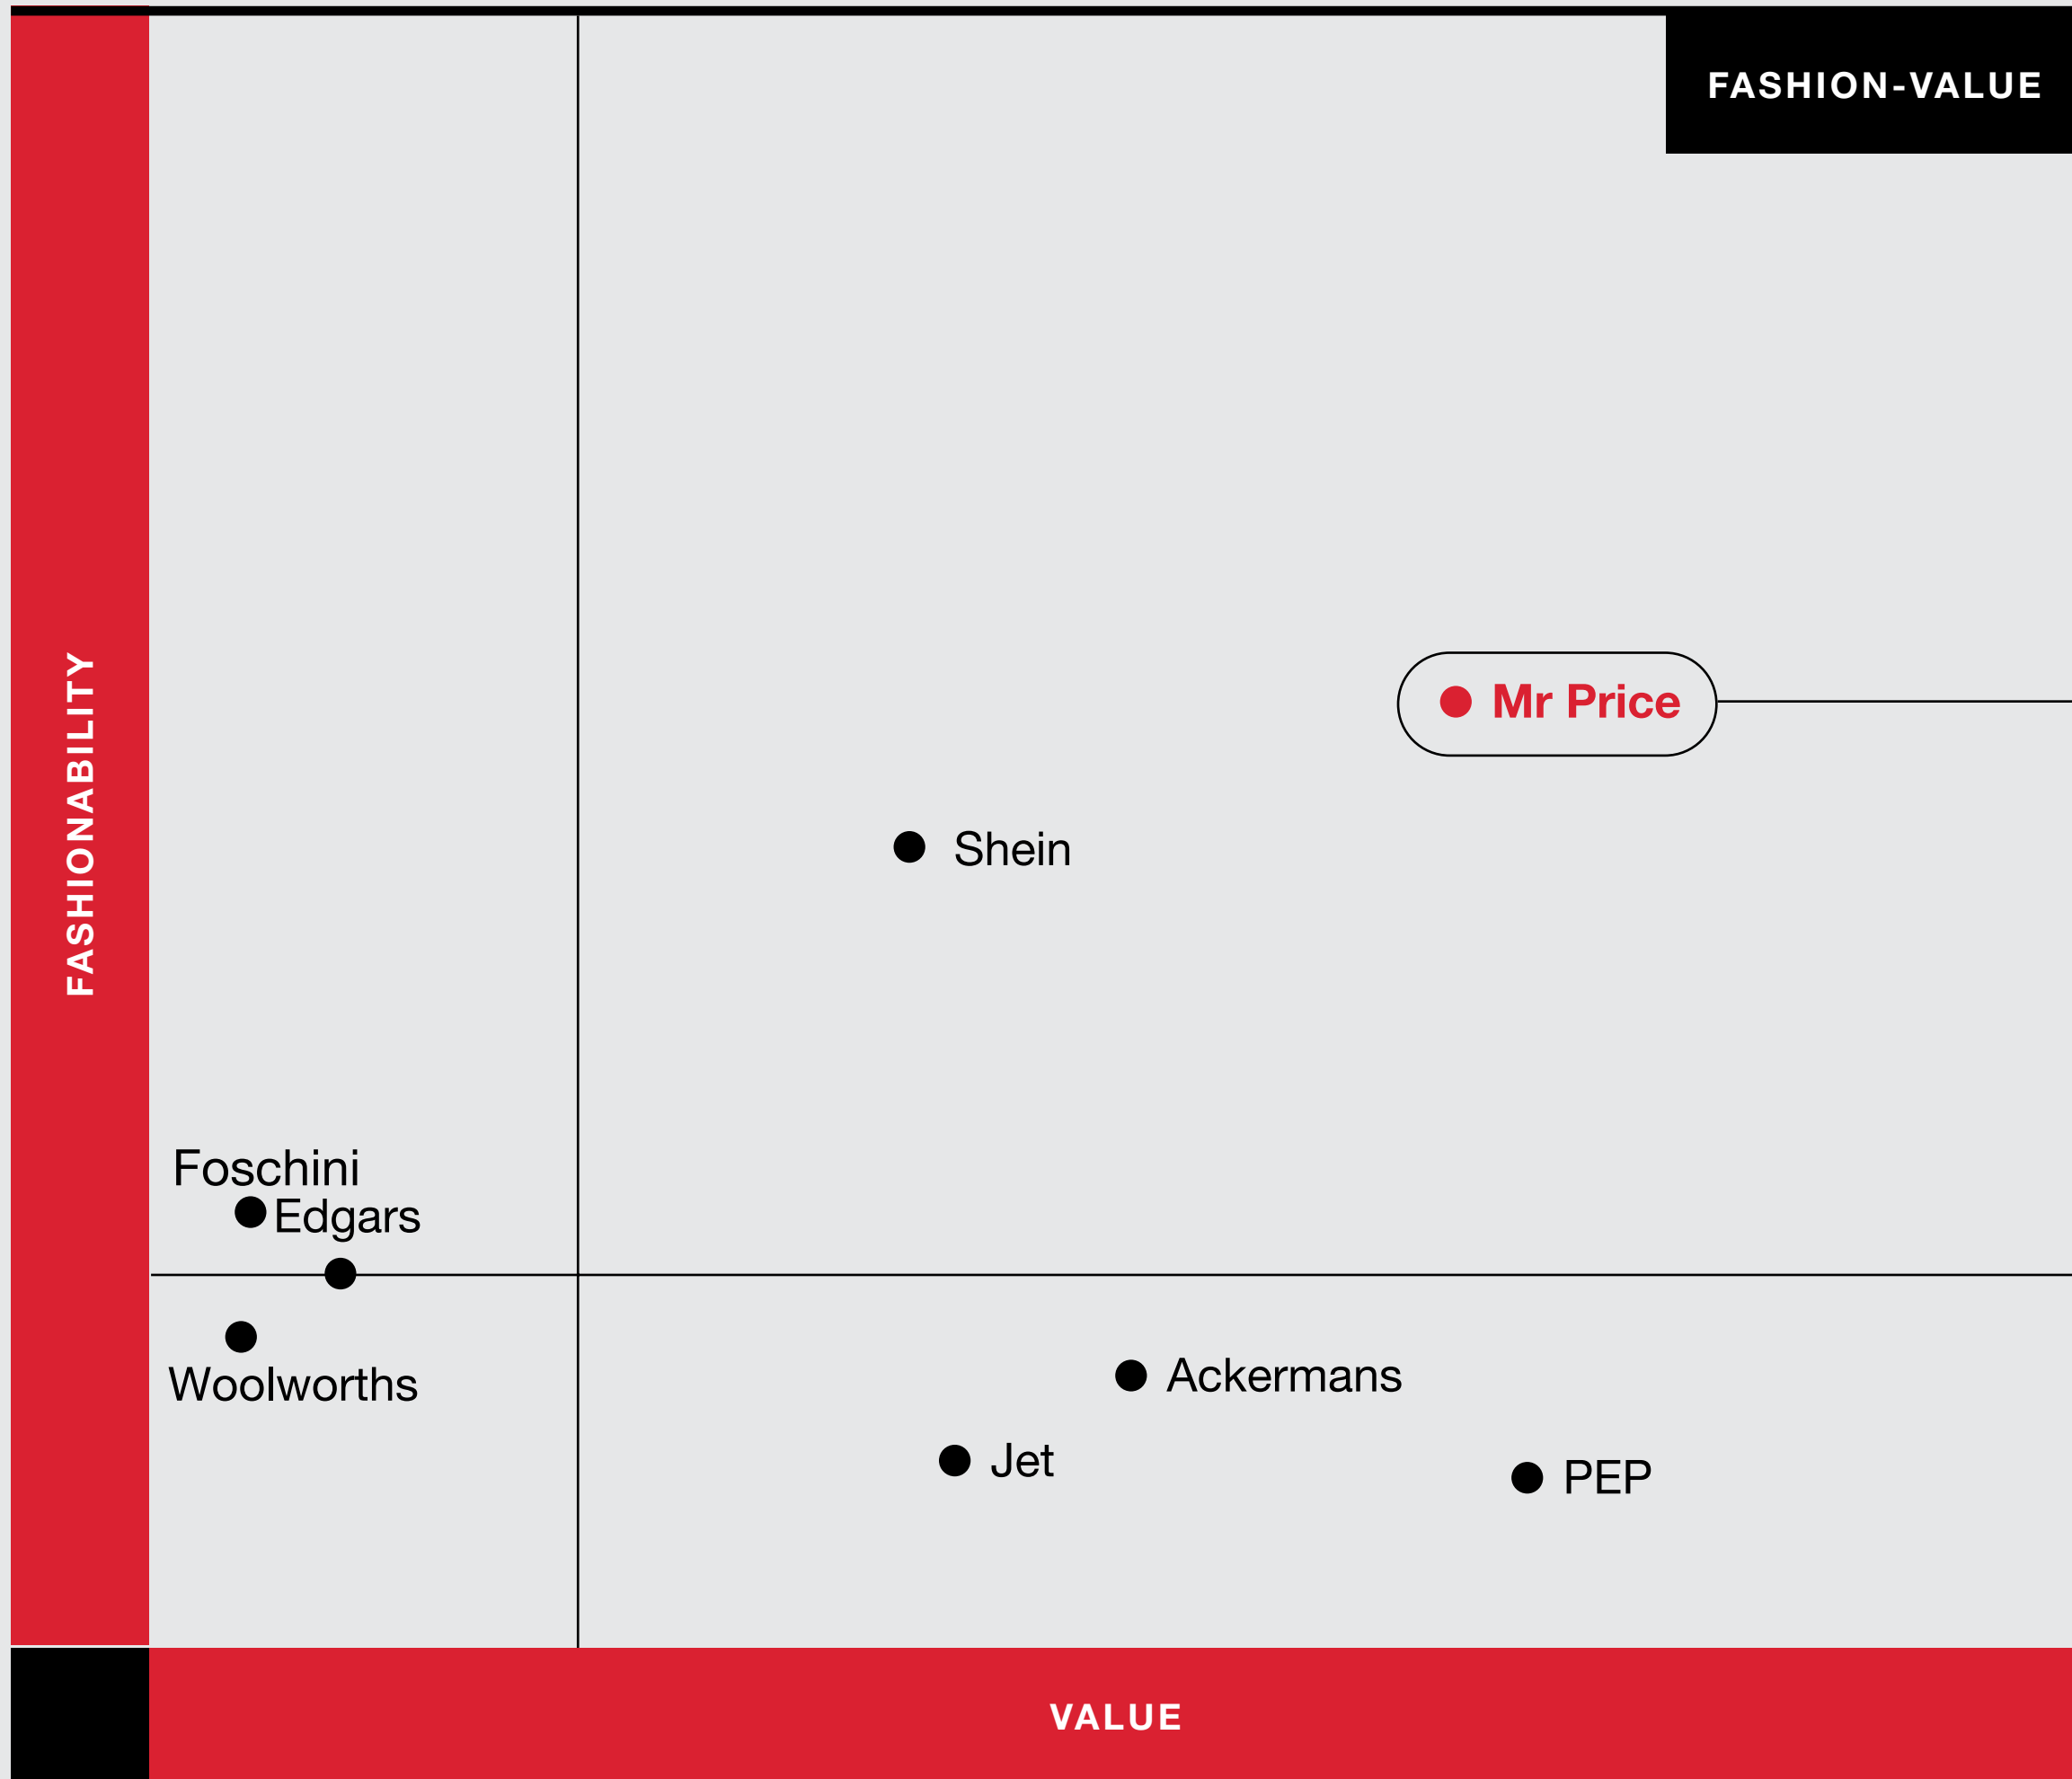 FASHION-VALUE
FASHIONABILITY
Mr Price
Shein
Foschini
Edgars
Woolworths
Ackermans
Jet
PEP
VALUE